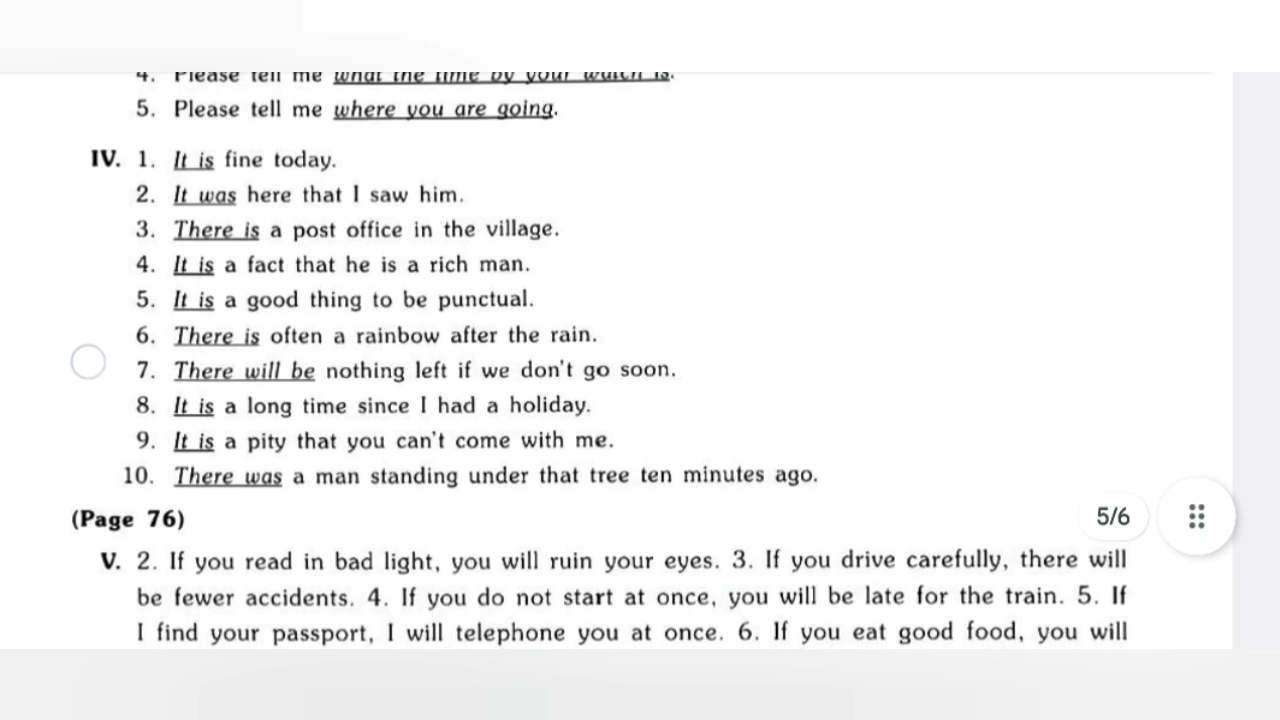 4. Please tell me what the time by your watch is.
5. Please tell me where you are going.
IV. 1. It is fine today.
2. It was here that I saw him.
3. There is a post office in the village.
4. It is a fact that he is a rich man.
5. It is a good thing to be punctual.
6. There is often a rainbow after the rain.
7. There will be nothing left if we don't go soon.
8. It is a long time since I had a holiday.
9. It is a pity that you can't come with me.
10. There was a man standing under that tree ten minutes ago.
(Page 76)
5/6
V. 2. If you read in bad light, you will ruin your eyes. 3. If you drive carefully, there will
be fewer accidents. 4. If you do not start at once, you will be late for the train. 5. If
I find your passport, I will telephone you at once. 6. If you eat good food, you will